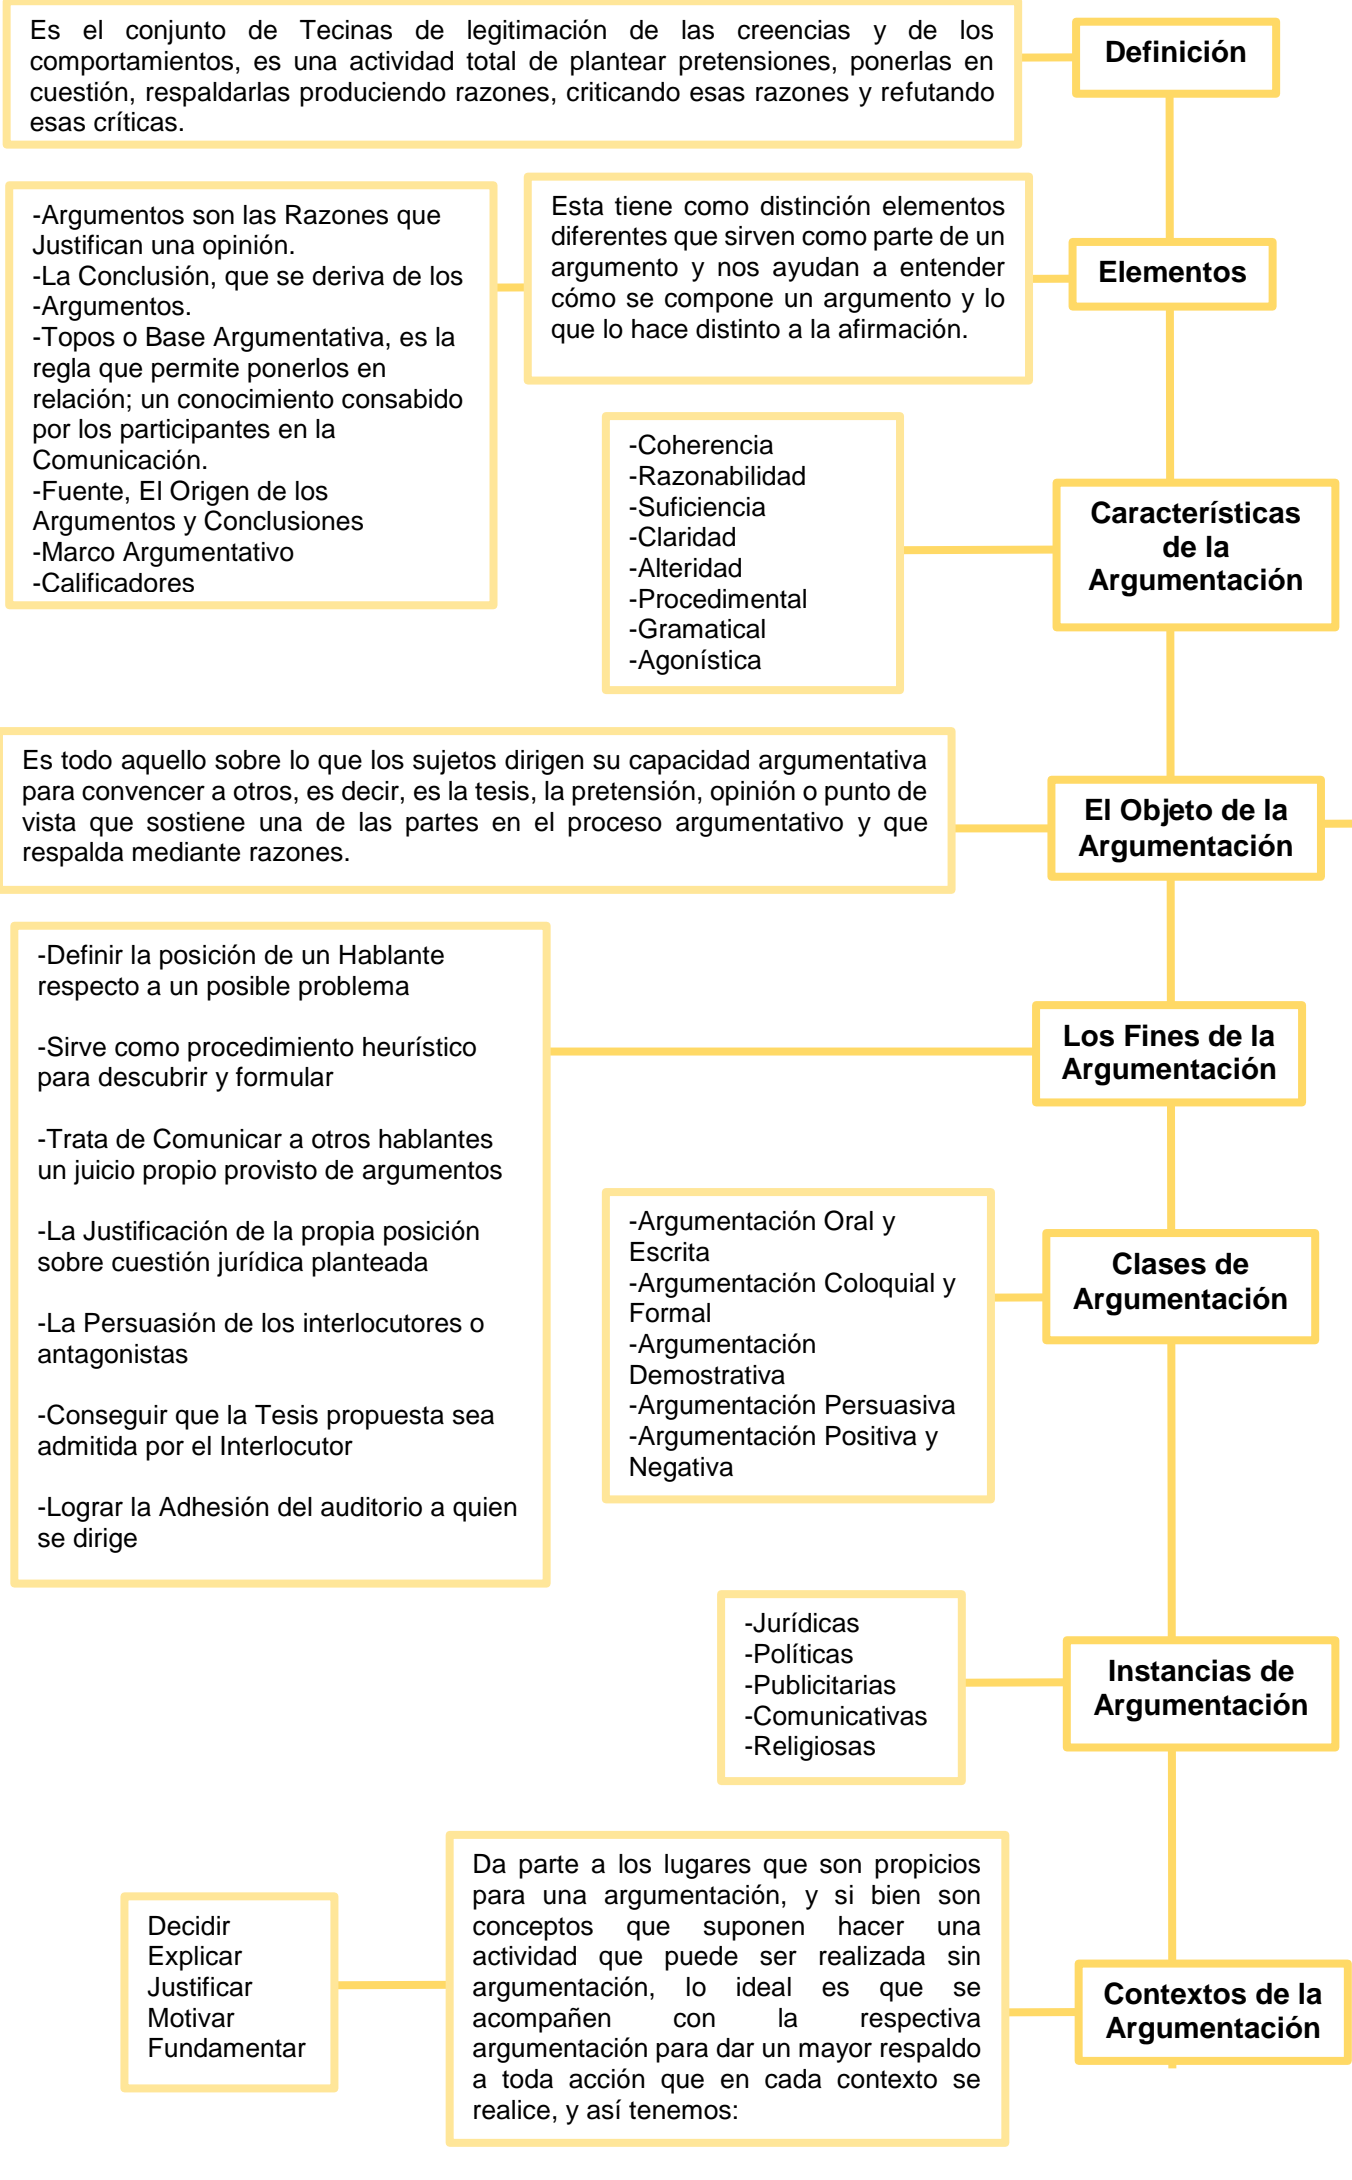 Es el conjunto de Tecinas de legitimación de las creencias y de los
comportamientos, es una actividad total de plantear pretensiones, ponerlas en
cuestión, respaldarlas produciendo razones, criticando esas razones y refutando
esas críticas.
Definición
-Argumentos son las Razones que
Justifican una opinión.
-La Conclusión, que se deriva de los
-Argumentos.
-Topos o Base Argumentativa, es la
regla que permite ponerlos en
relación; un conocimiento consabido
por los participantes en la
Comunicación.
-Fuente, El Origen de los
Argumentos y Conclusiones
-Marco Argumentativo
-Calificadores
Esta tiene como distinción elementos
diferentes que sirven como parte de un
argumento y nos ayudan a entender
cómo se compone un argumento y lo
que lo hace distinto a la afirmación.
Elementos
-Coherencia
-Razonabilidad
-Suficiencia
-Claridad
-Alteridad
-Procedimental
-Gramatical
-Agonística
Características
de la
Argumentación
Es todo aquello sobre lo que los sujetos dirigen su capacidad argumentativa
para convencer a otros, es decir, es la tesis, la pretensión, opinión o punto de
vista que sostiene una de las partes en el proceso argumentativo y que
respalda mediante razones.
El Objeto de la
Argumentación
-Definir la posición de un Hablante
respecto a un posible problema
-Sirve como procedimiento heurístico
para descubrir y formular
-Trata de Comunicar a otros hablantes
un juicio propio provisto de argumentos
-La Justificación de la propia posición
sobre cuestión jurídica planteada
-La Persuasión de los interlocutores o
antagonistas
-Conseguir que la Tesis propuesta sea
admitida por el Interlocutor
-Lograr la Adhesión del auditorio a quien
se dirige
Los Fines de la
Argumentación
-Argumentación Oral y
Escrita
-Argumentación Coloquial y
Formal
-Argumentación
Demostrativa
-Argumentación Persuasiva
-Argumentación Positiva y
Negativa
Clases de
Argumentación
-Jurídicas
-Políticas
-Publicitarias
-Comunicativas
-Religiosas
Instancias de
Argumentación
Decidir
Explicar
Justificar
Motivar
Fundamentar
Da parte a los lugares que son propicios
para una argumentación, y si bien son
conceptos que suponen hacer una
actividad que puede ser realizada sin
argumentación, lo ideal es que se
acompañen con la respectiva
argumentación para dar un mayor respaldo
a toda acción que en cada contexto se
realice, y así tenemos:
Contextos de la
Argumentación